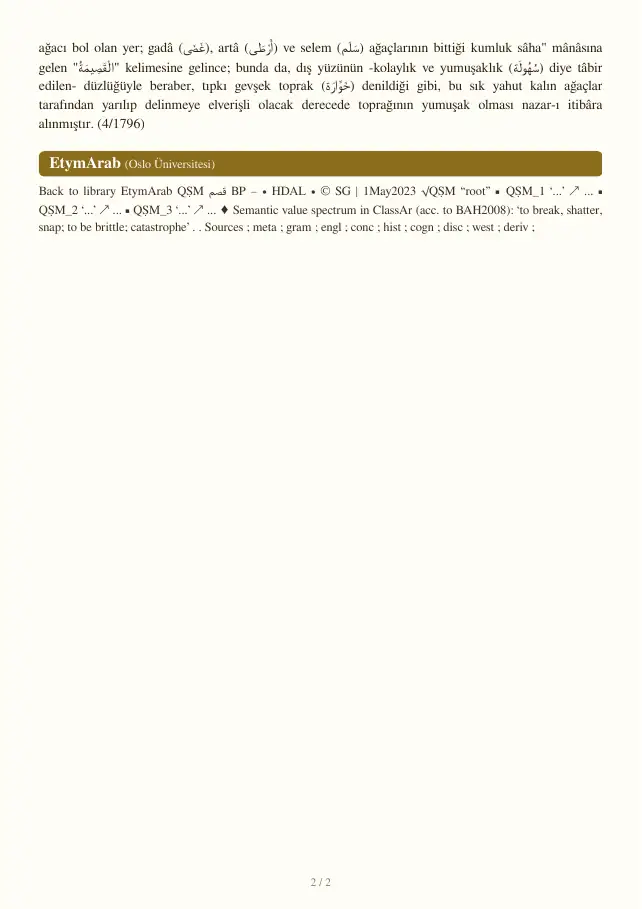 ağacı bol olan yer; gadâ (غَضًى), artâ (أَرْطَى) ve selem (سَلَم) ağaçlarının bittiği kumluk sâha" mânâsına
gelen "الْقَصِيمَةُ" kelimesine gelince; bunda da, dış yüzünün -kolaylık ve yumuşaklık (سُهُولَة) diye tâbir
edilen- düzlüğüyle beraber, tıpkı gevşek toprak (خَوَّارَة) denildiği gibi, bu sık yahut kalın ağaçlar
tarafından yarılıp delinmeye elverişli olacak derecede toprağının yumuşak olması nazar-ı itibâra
alınmıştır. (4/1796)
EtymArab (Oslo Üniversitesi)
Back to library EtymArab QṢM قصم BP – • HDAL • © SG | 1May2023 √QṢM “root” ▪ QṢM_1 ‘...’ ↗ ... ▪
QṢM_2 ‘...’ ↗ ... ▪ QṢM_3 ‘...’ ↗ ... ♦ Semantic value spectrum in ClassAr (acc. to BAH2008): ‘to break, shatter,
snap; to be brittle; catastrophe’ . . Sources ; meta ; gram ; engl ; conc ; hist ; cogn ; disc ; west ; deriv ;
2 / 2